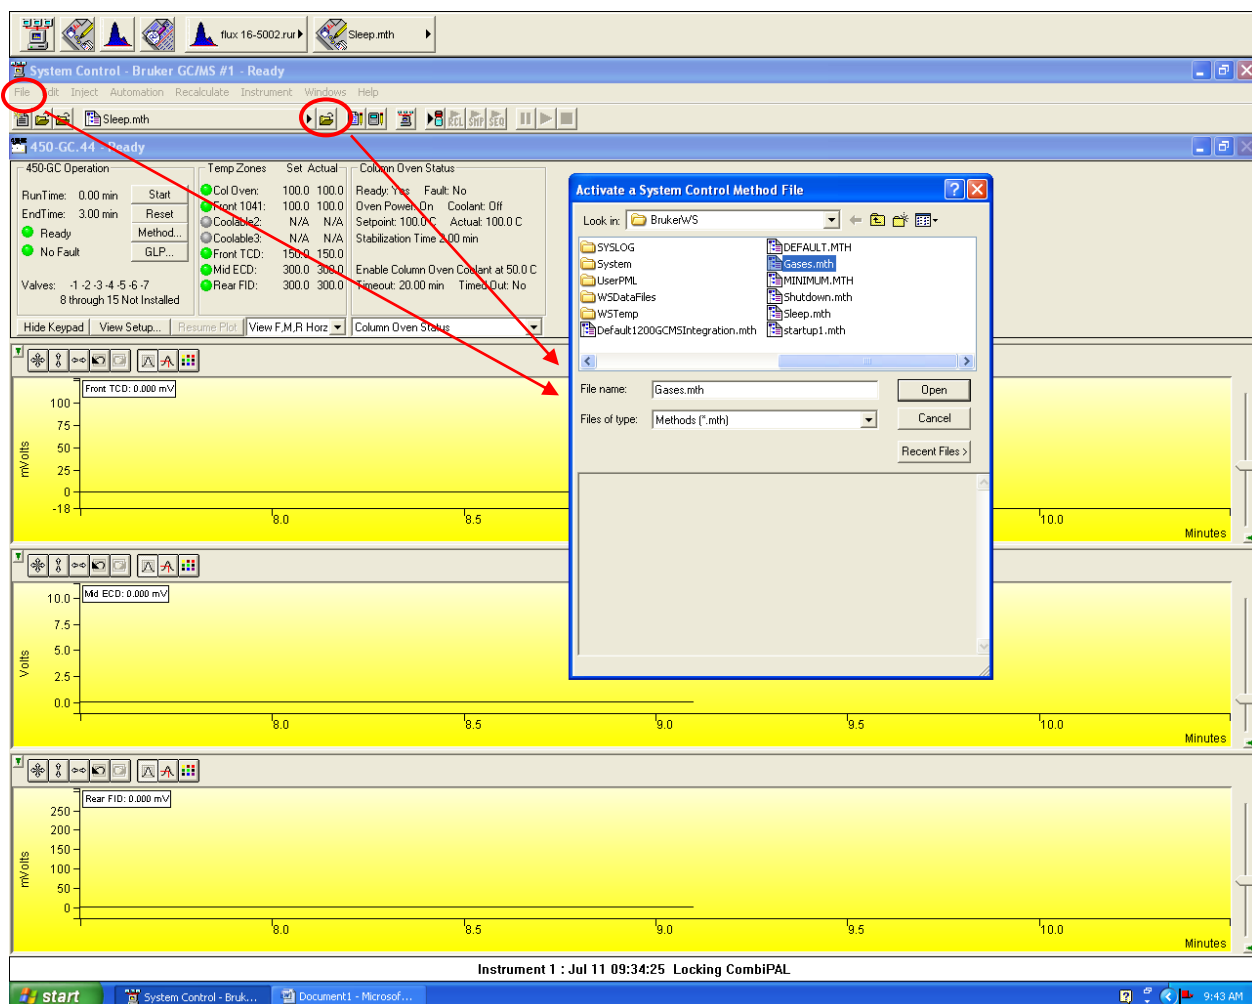 flux 16-5002.rur
Sleep.mth
System Control - Bruker GC/MS #1 - Ready
File Edit Inject Automation Recalculate Instrument Windows Help
Sleep.mth
RCL SMP SEQ
450-GC.44 - Ready
450-GC Operation
RunTime: 0.00 min Start
EndTime: 3.00 min Reset
Ready Method...
No Fault GLP...
Valves: -1 -2 -3 -4 -5 -6 -7
8 through 15 Not Installed
Temp Zones Set Actual
Col Oven: 100.0 100.0
Front 1041: 100.0 100.0
Coolable2: N/A N/A
Coolable3: N/A N/A
Front TCD: 150.0 150.0
Mid ECD: 300.0 300.0
Rear FID: 300.0 300.0
Column Oven Status
Ready: Yes Fault: No
Oven Power: On Coolant: Off
Setpoint: 100.0 C Actual: 100.0 C
Stabilization Time 2.00 min
Enable Column Oven Coolant at 50.0 C
Timeout: 20.00 min Timed Out: No
Hide Keypad View Setup... Resume Plot View F,M,R Horz Column Oven Status
Activate a System Control Method File
Look in: BrukerWS
SYSLOG
System
UserPML
WSDataFiles
WSTemp
Default1200GCMSIntegration.mth
DEFAULT.MTH
Gases.mth
MINIMUM.MTH
Shutdown.mth
Sleep.mth
startup1.mth
File name: Gases.mth Open
Files of type: Methods (*.mth) Cancel
Recent Files >
Front TCD: 0.000 mV
mVolts
100
75
50
25
0
-18
8.0 8.5 10.0
Minutes
Mid ECD: 0.000 mV
Volts
10.0
7.5
5.0
2.5
0.0
8.0 8.5 9.0 9.5 10.0
Minutes
Rear FID: 0.000 mV
mVolts
250
200
150
100
50
0
8.0 8.5 9.0 9.5 10.0
Minutes
Instrument 1 : Jul 11 09:34:25 Locking CombiPAL
start System Control - Bruk... Document1 - Microsof... 9:43 AM